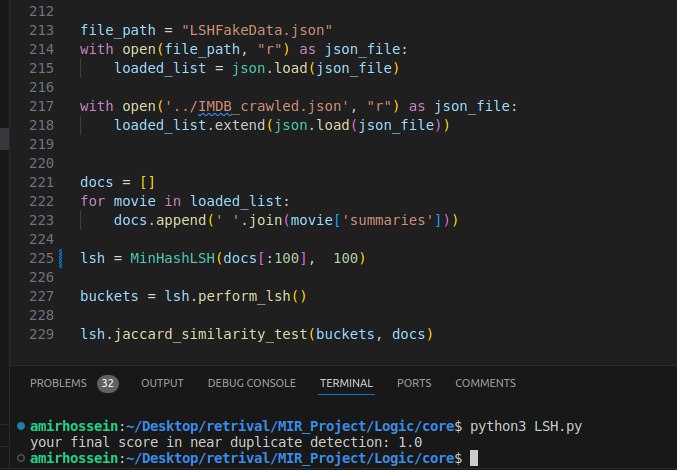 212
213 file_path = "LSHFakeData.json"
214 with open(file_path, "r") as json_file:
215     loaded_list = json.load(json_file)
216
217 with open('../IMDB_crawled.json', "r") as json_file:
218     loaded_list.extend(json.load(json_file))
219
220
221 docs = []
222 for movie in loaded_list:
223     docs.append(' '.join(movie['summaries']))
224
225 lsh = MinHashLSH(docs[:100],  100)
226
227 buckets = lsh.perform_lsh()
228
229 lsh.jaccard_similarity_test(buckets, docs)
PROBLEMS 32 OUTPUT DEBUG CONSOLE TERMINAL PORTS COMMENTS
amirhossein:~/Desktop/retrival/MIR_Project/Logic/core$ python3 LSH.py
your final score in near duplicate detection: 1.0
amirhossein:~/Desktop/retrival/MIR_Project/Logic/core$